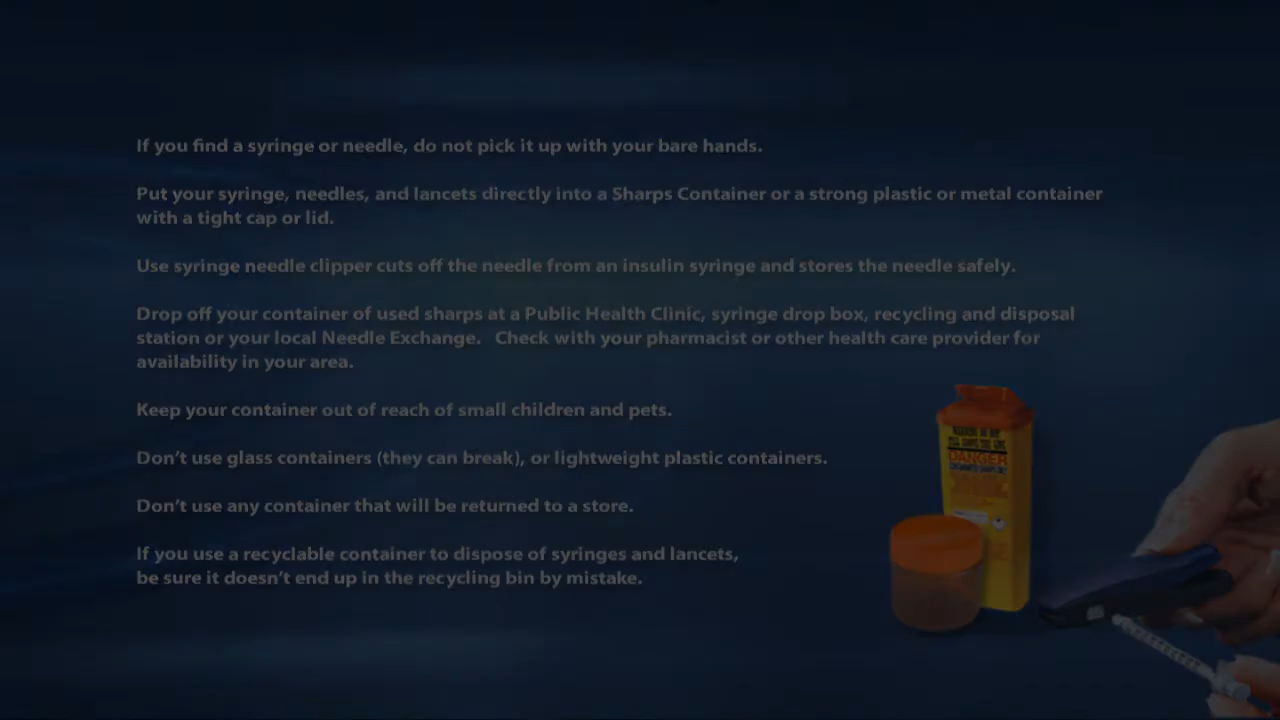 If you find a syringe or needle, do not pick it up with your bare hands.
Put your syringe, needles, and lancets directly into a Sharps Container or a strong plastic or metal container
with a tight cap or lid.
Use syringe needle clipper cuts off the needle from an insulin syringe and stores the needle safely.
Drop off your container of used sharps at a Public Health Clinic, syringe drop box, recycling and disposal
station or your local Needle Exchange. Check with your pharmacist or other health care provider for
availability in your area.
Keep your container out of reach of small children and pets.
Don't use glass containers (they can break), or lightweight plastic containers.
Don't use any container that will be returned to a store.
If you use a recyclable container to dispose of syringes and lancets,
be sure it doesn't end up in the recycling bin by mistake.
DANGER